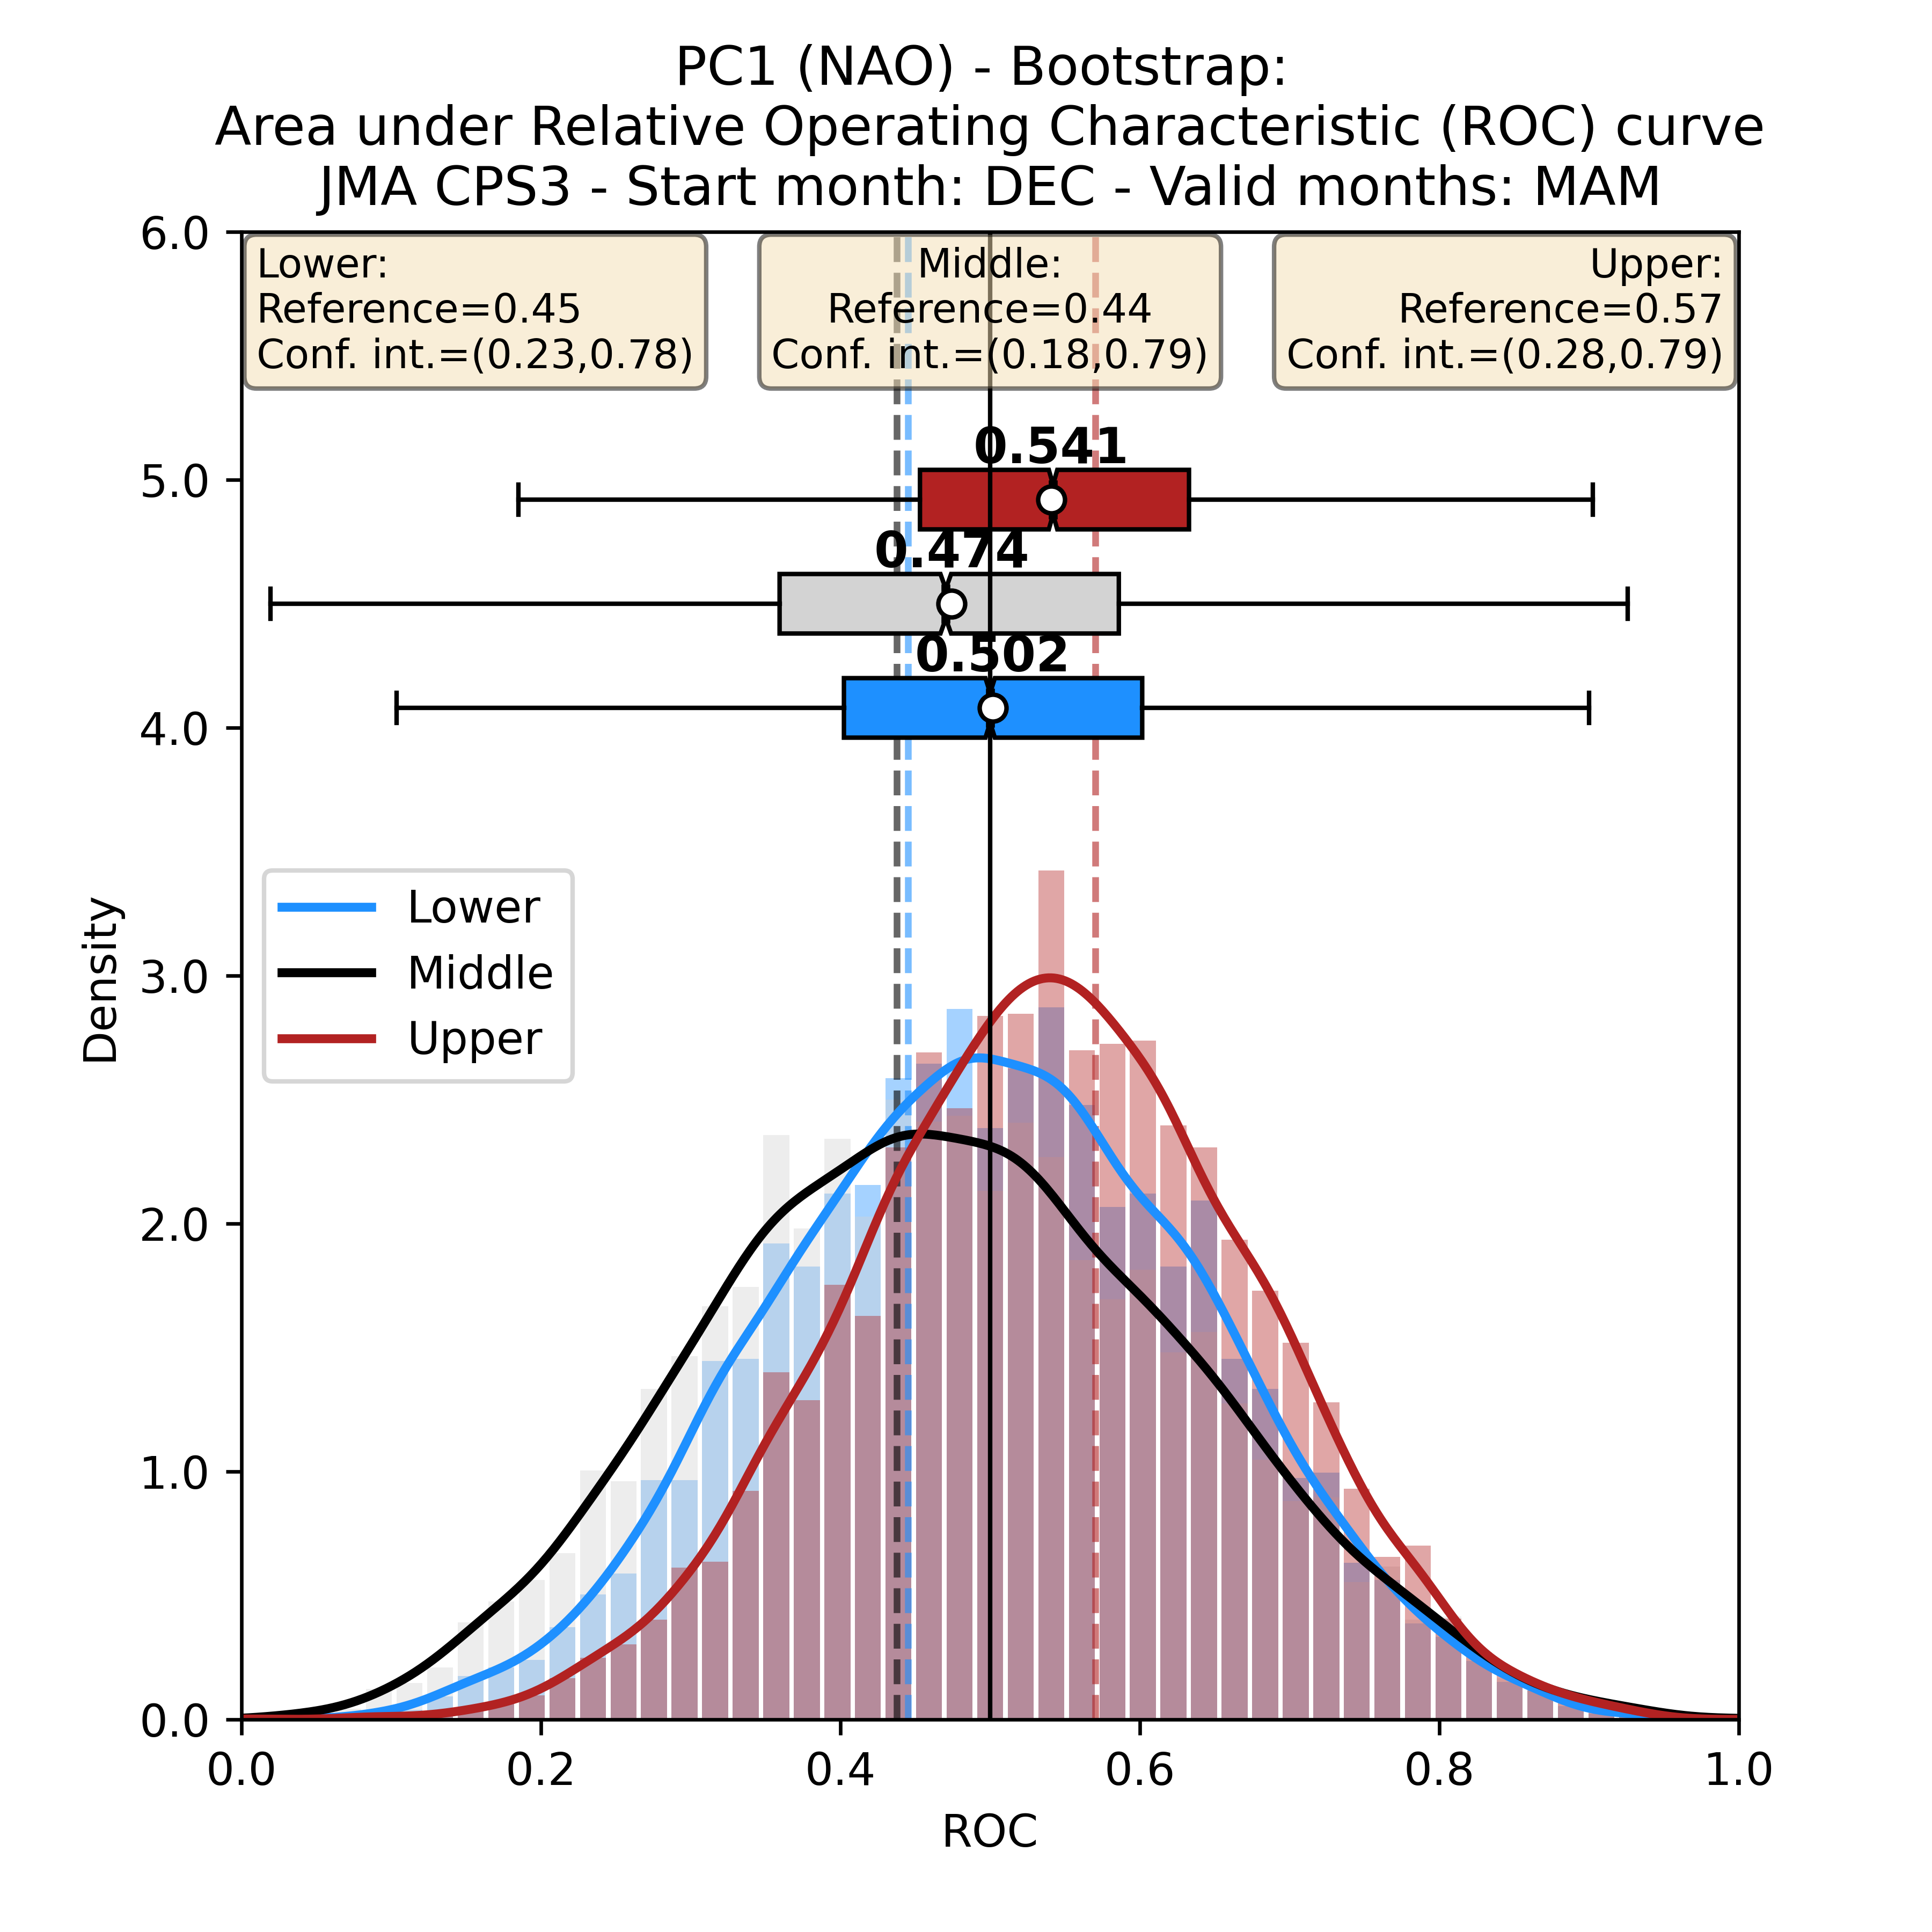 PC1 (NAO) - Bootstrap:
Area under Relative Operating Characteristic (ROC) curve
JMA CPS3 - Start month: DEC - Valid months: MAM
Lower:
Reference=0.45
Conf. int.=(0.23,0.78)
Middle:
Reference=0.44
Conf. int.=(0.18,0.79)
Upper:
Reference=0.57
Conf. int.=(0.28,0.79)
0.541
0.474
0.502
Lower
Middle
Upper
Density
6.0
5.0
4.0
3.0
2.0
1.0
0.0
0.0 0.2 0.4 0.6 0.8 1.0
ROC